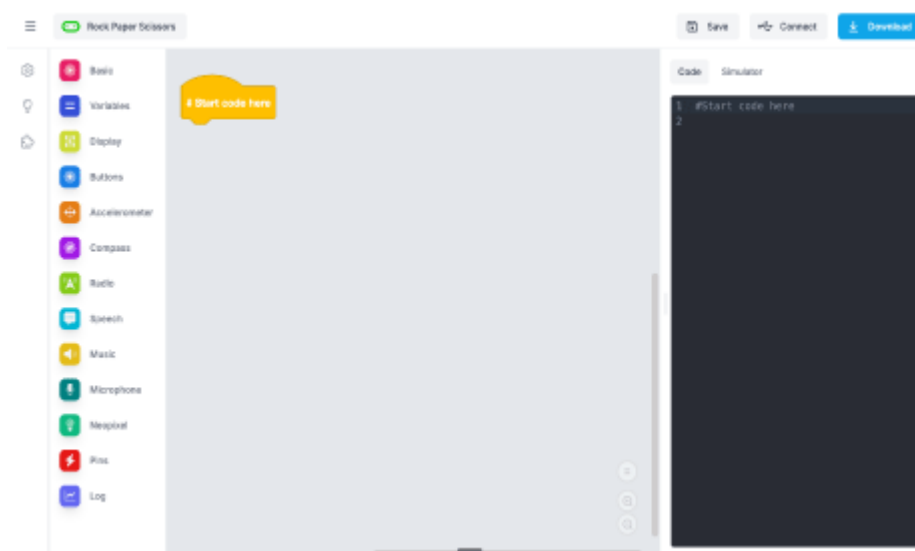 Rock Paper Scissors
Save
Connect
Download
Basic
Variables
Display
Buttons
Accelerometer
Compass
Radio
Speech
Music
Microphone
Neopixel
Pins
Log
# Start code here
Code
Simulator
1 #Start code here
2